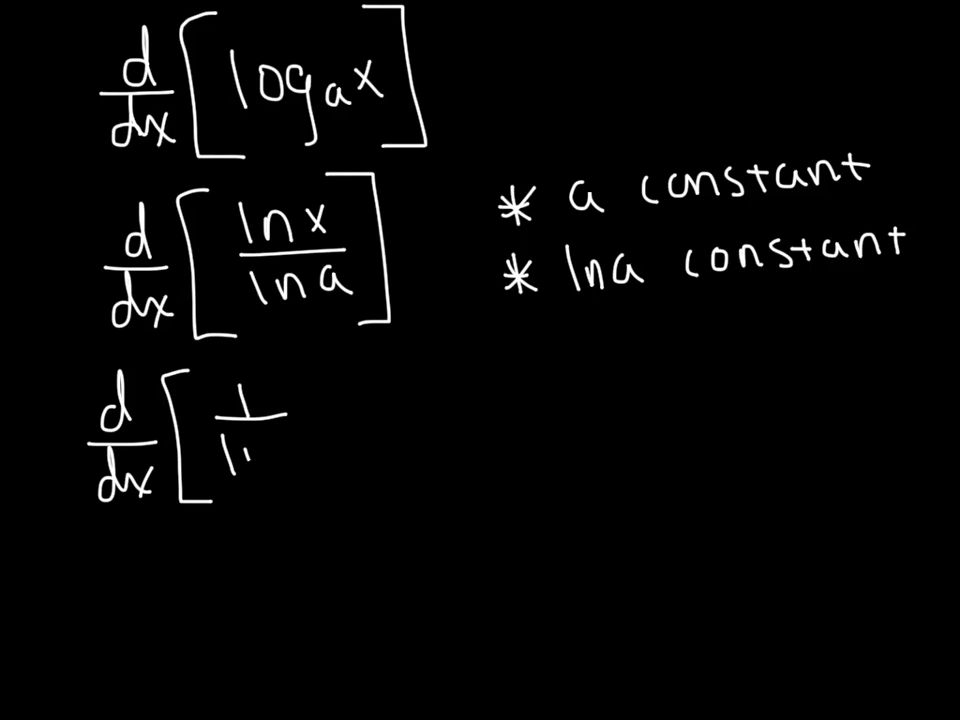 d/dx [log_a x]
d/dx [ln x / ln a]
* a constant
* ln a constant
d/dx [1 / l